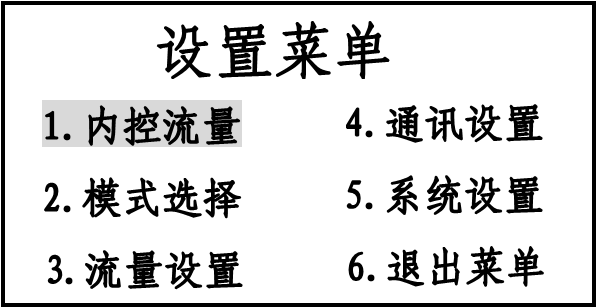 设置菜单
1.内控流量
2.模式选择
3.流量设置
4.通讯设置
5.系统设置
6.退出菜单